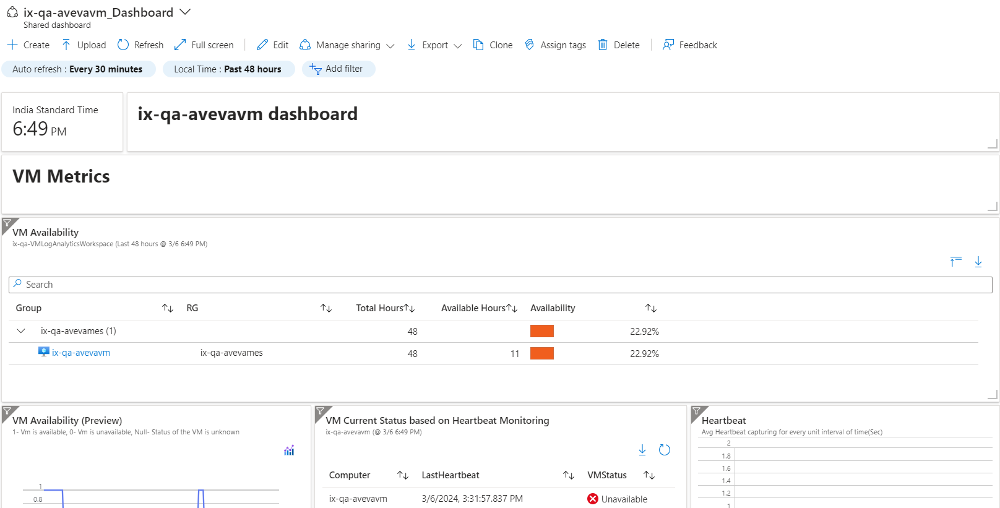 ix-qa-avevavm_Dashboard
Shared dashboard
Create Upload Refresh Full screen Edit Manage sharing Export Clone Assign tags Delete Feedback
Auto refresh : Every 30 minutes Local Time : Past 48 hours Add filter
India Standard Time
6:49 PM
ix-qa-avevavm dashboard
VM Metrics
VM Availability
ix-qa-VMLogAnalyticsWorkspace (Last 48 hours @ 3/6 6:49 PM)
Search
Group RG Total Hours Available Hours Availability
ix-qa-avevames (1) 48 22.92%
ix-qa-avevavm ix-qa-avevames 48 11 22.92%
VM Availability (Preview)
1- Vm is available, 0- Vm is unavailable, Null- Status of the VM is unknown
1
0.8
VM Current Status based on Heartbeat Monitoring
ix-qa-avevavm (@ 3/6 6:49 PM)
Computer LastHeartbeat VMStatus
ix-qa-avevavm 3/6/2024, 3:31:57.837 PM Unavailable
Heartbeat
Avg Heartbeat capturing for every unit interval of time(Sec)
2
1.8
1.6
1.4
1.2
1